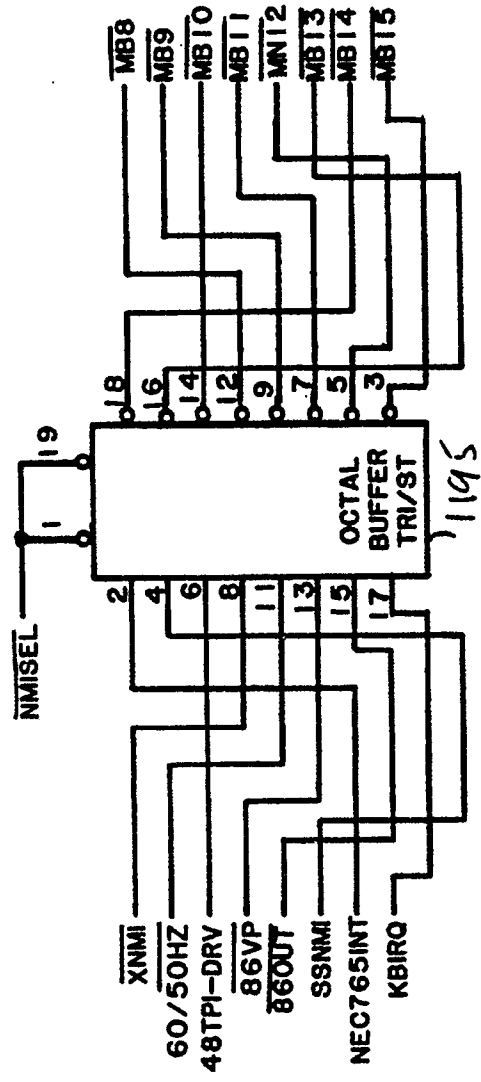 MB8
MB9
MB10
MB11
MN12
MB13
MB14
MB15
18
16
14
12
9
7
5
3
19
1
NMISEL
OCTAL
BUFFER
TRI/ST
1195
2
4
6
8
11
13
15
17
XNMI
60/50HZ
48TPI-DRV
86VP
860UT
SSNMI
NEC765INT
KBIRQ